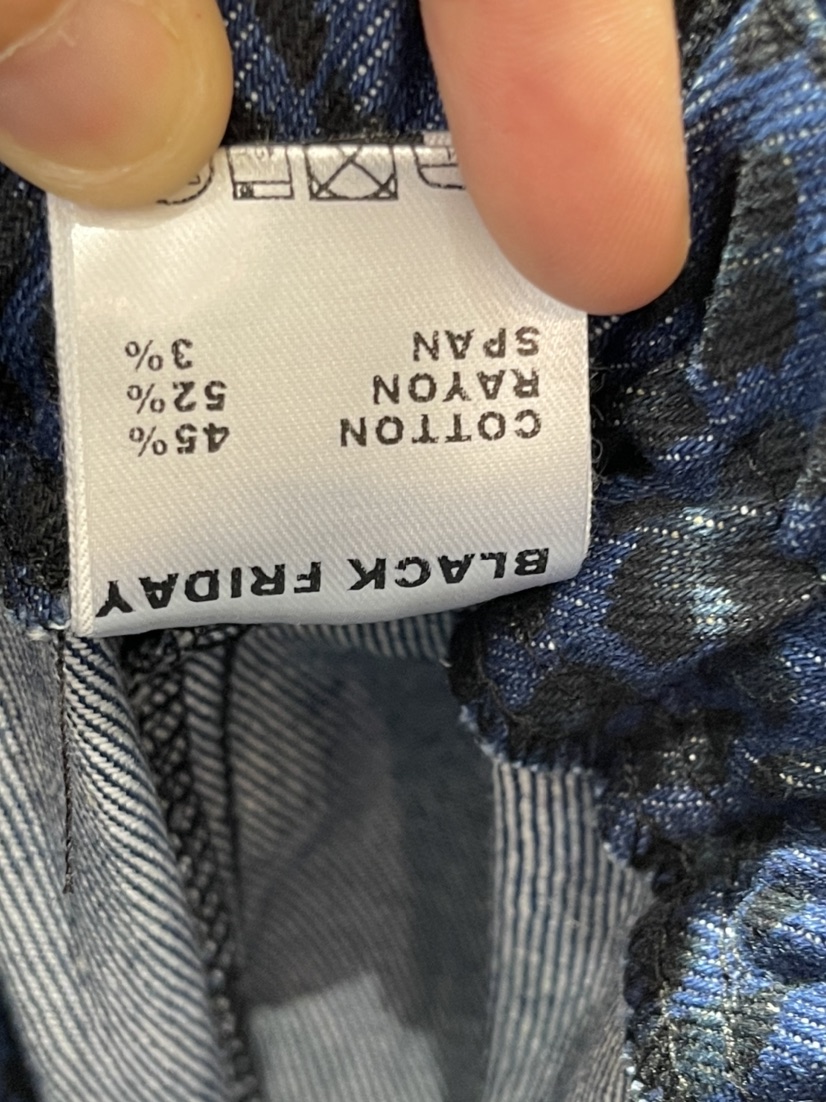 BLACK FRIDAY
COTTON 45%
RAYON 52%
SPAN 3%